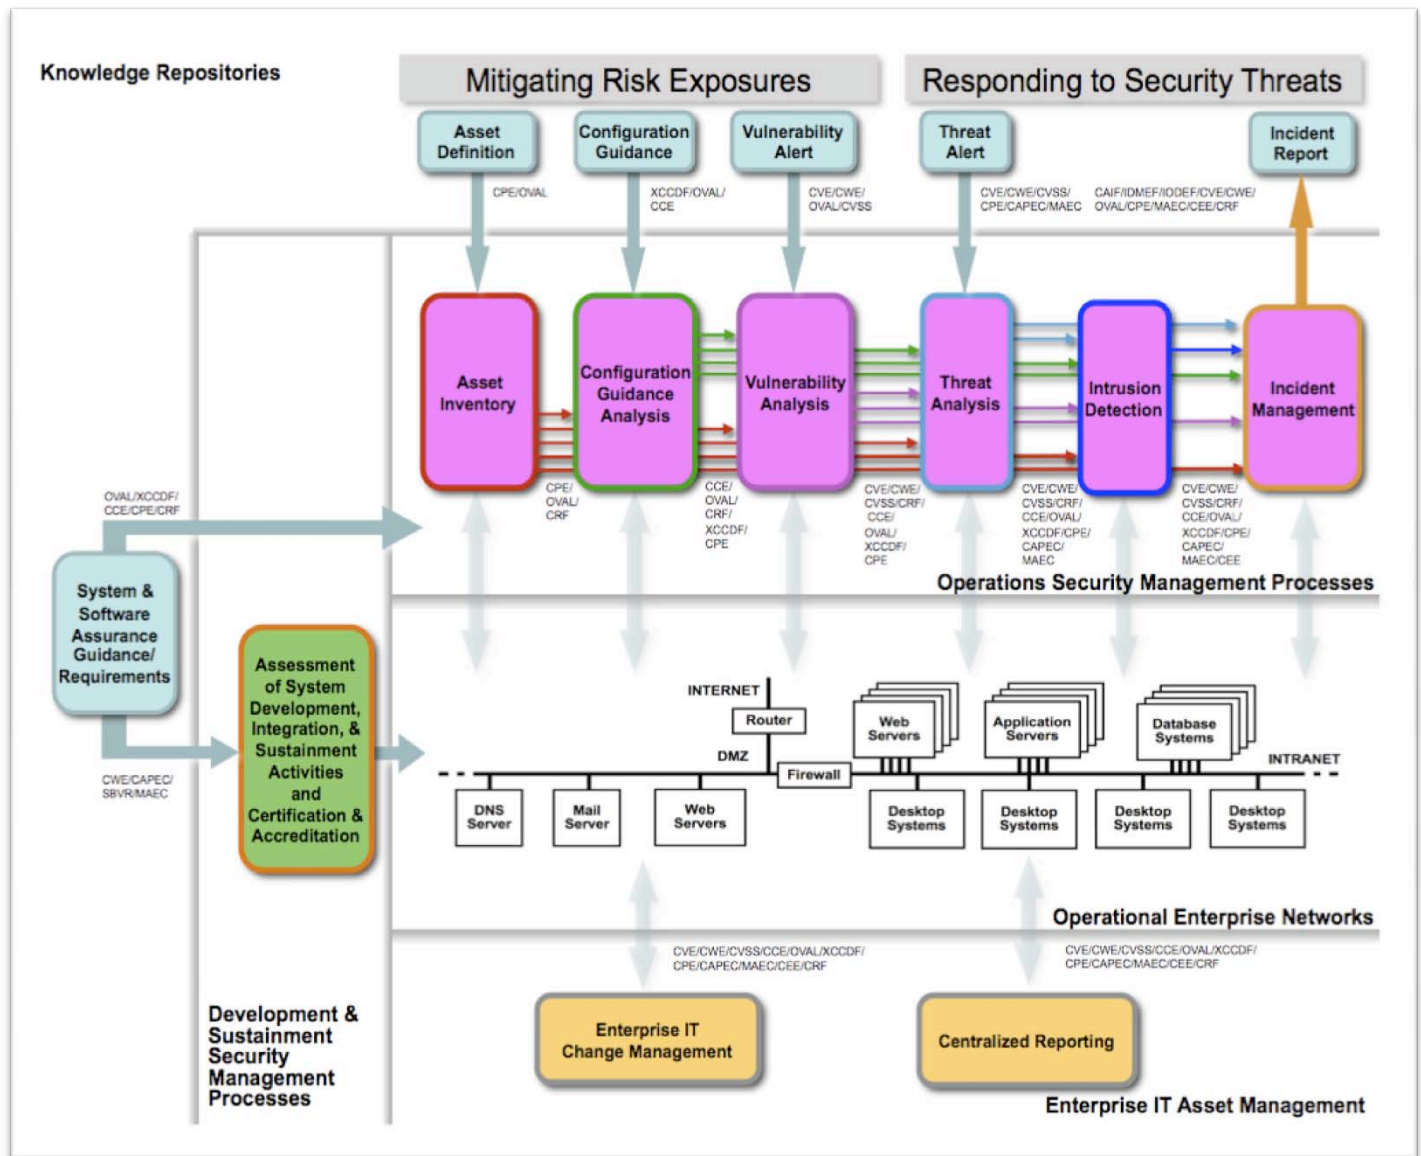 Knowledge Repositories
Mitigating Risk Exposures
Responding to Security Threats
Asset
Definition
Configuration
Guidance
Vulnerability
Alert
Threat
Alert
Incident
Report
CPE/OVAL
XCCDF/OVAL/
CCE
CVE/CWE/
OVAL/CVSS
CVE/CWE/CVSS/
CPE/CAPEC/MAEC
CAIF/IDMEF/IODEF/CVE/CWE/
OVAL/CPE/MAEC/CEE/CRF
Asset
Inventory
Configuration
Guidance
Analysis
Vulnerability
Analysis
Threat
Analysis
Intrusion
Detection
Incident
Management
CPE/
OVAL/
CRF
CCE/
OVAL/
CRF/
XCCDF/
CPE
CVE/CWE/
CVSS/CRF/
CCE/
OVAL/
XCCDF/
CPE
CVE/CWE/
CVSS/CRF/
CCE/OVAL/
XCCDF/CPE/
CAPEC/
MAEC
CVE/CWE/
CVSS/CRF/
CCE/OVAL/
XCCDF/CPE/
CAPEC/
MAEC/CEE
Operations Security Management Processes
OVAL/XCCDF/
CCE/CPE/CRF
System &
Software
Assurance
Guidance/
Requirements
CWE/CAPEC/
SBVR/MAEC
Assessment
of System
Development,
Integration, &
Sustainment
Activities
and
Certification &
Accreditation
INTERNET
Router
DMZ
Firewall
Web
Servers
Application
Servers
Database
Systems
INTRANET
DNS
Server
Mail
Server
Web
Servers
Desktop
Systems
Desktop
Systems
Desktop
Systems
Desktop
Systems
Operational Enterprise Networks
CVE/CWE/CVSS/CCE/OVAL/XCCDF/
CPE/CAPEC/MAEC/CEE/CRF
CVE/CWE/CVSS/CCE/OVAL/XCCDF/
CPE/CAPEC/MAEC/CEE/CRF
Enterprise IT
Change Management
Centralized Reporting
Development &
Sustainment
Security
Management
Processes
Enterprise IT Asset Management